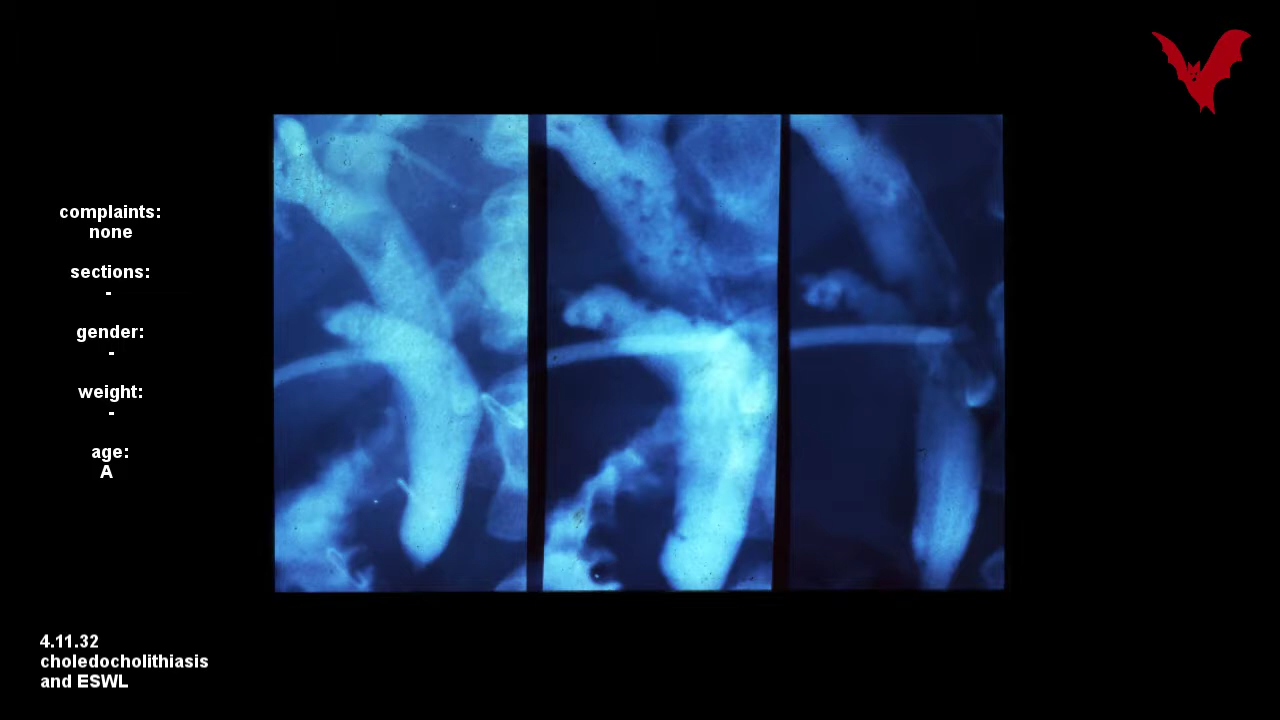 complaints:
none
sections:
-
gender:
-
weight:
-
age:
A
4.11.32
choledocholithiasis
and ESWL